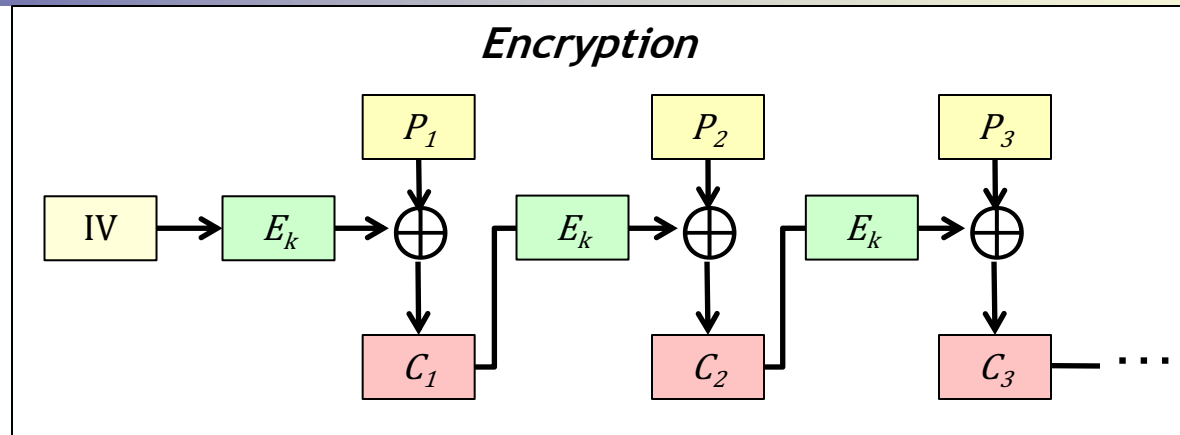 Encryption
P1 P2 P3
IV Ek Ek Ek
C1 C2 C3 ...